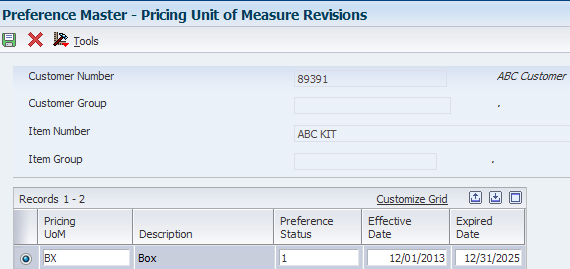 Preference Master - Pricing Unit of Measure Revisions
Tools
Customer Number 89391 ABC Customer
Customer Group .
Item Number ABC KIT
Item Group .
Records 1 - 2 Customize Grid
Pricing UoM Description Preference Status Effective Date Expired Date
BX Box 1 12/01/2013 12/31/2025